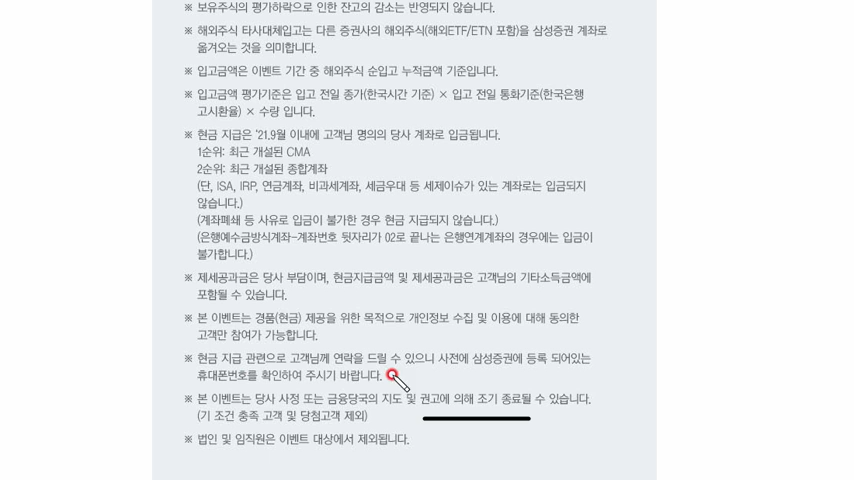 ※ 보유주식의 평가하락으로 인한 잔고의 감소는 반영되지 않습니다.
※ 해외주식 타사대체입고는 다른 증권사의 해외주식(해외ETF/ETN 포함)을 삼성증권 계좌로
옮겨오는 것을 의미합니다.
※ 입고금액은 이벤트 기간 중 해외주식 순입고 누적금액 기준입니다.
※ 입고금액 평가기준은 입고 전일 종가(한국시간 기준) × 입고 전일 통화기준(한국은행
고시환율) × 수량 입니다.
※ 현금 지급은 '21.9월 이내에 고객님 명의의 당사 계좌로 입금됩니다.
1순위: 최근 개설된 CMA
2순위: 최근 개설된 종합계좌
(단, ISA, IRP, 연금계좌, 비과세계좌, 세금우대 등 세제이슈가 있는 계좌로는 입금되지
않습니다.)
(계좌폐쇄 등 사유로 입금이 불가한 경우 현금 지급되지 않습니다.)
(은행예수금방식계좌-계좌번호 뒷자리가 02로 끝나는 은행연계계좌의 경우에는 입금이
불가합니다.)
※ 제세공과금은 당사 부담이며, 현금지급금액 및 제세공과금은 고객님의 기타소득금액에
포함될 수 있습니다.
※ 본 이벤트는 경품(현금) 제공을 위한 목적으로 개인정보 수집 및 이용에 대해 동의한
고객만 참여가 가능합니다.
※ 현금 지급 관련으로 고객님께 연락을 드릴 수 있으니 사전에 삼성증권에 등록 되어있는
휴대폰번호를 확인하여 주시기 바랍니다.
※ 본 이벤트는 당사 사정 또는 금융당국의 지도 및 권고에 의해 조기 종료될 수 있습니다.
(기 조건 충족 고객 및 당첨고객 제외)
※ 법인 및 임직원은 이벤트 대상에서 제외됩니다.